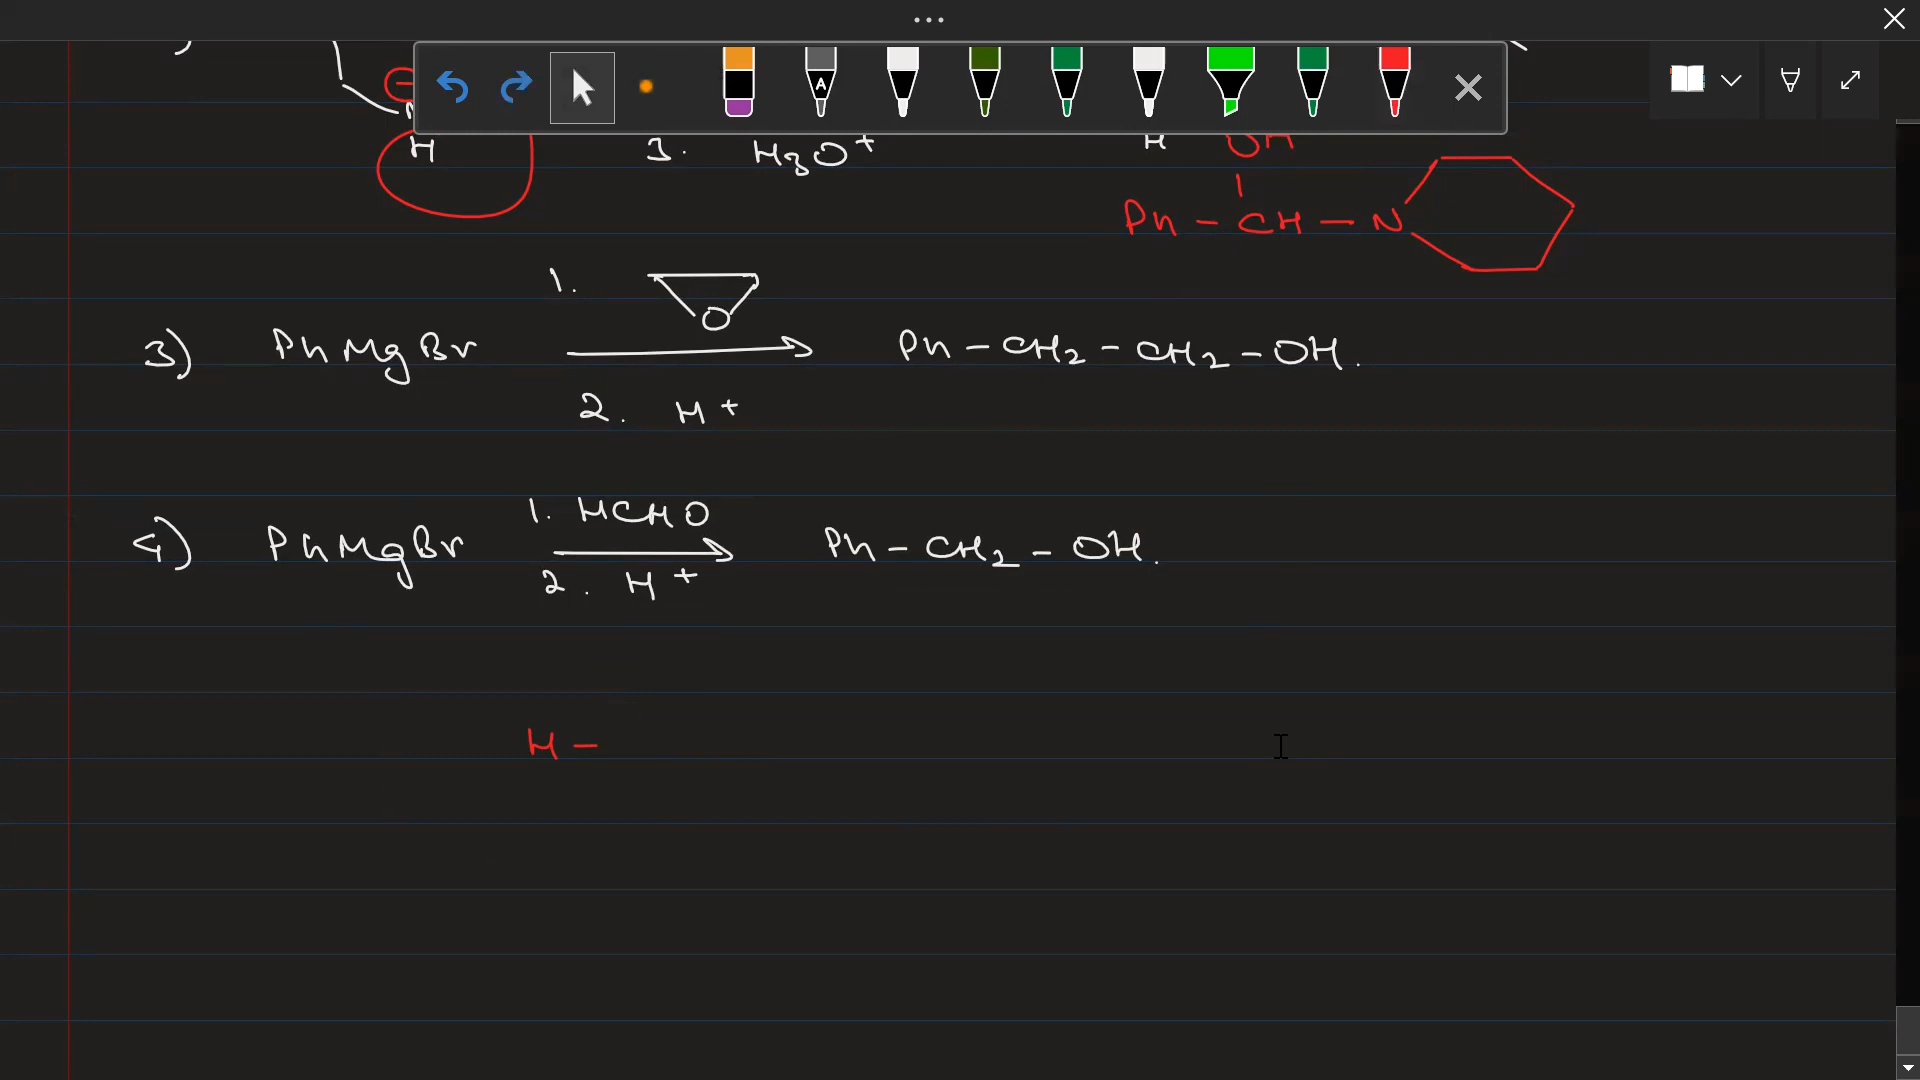 H 3. H3O+ H OH
Ph - CH - N
1.
O
3) PhMgBr Ph - CH2 - CH2 - OH.
2. H+
1. HCHO
4) PhMgBr Ph - CH2 - OH.
2. H+
H -